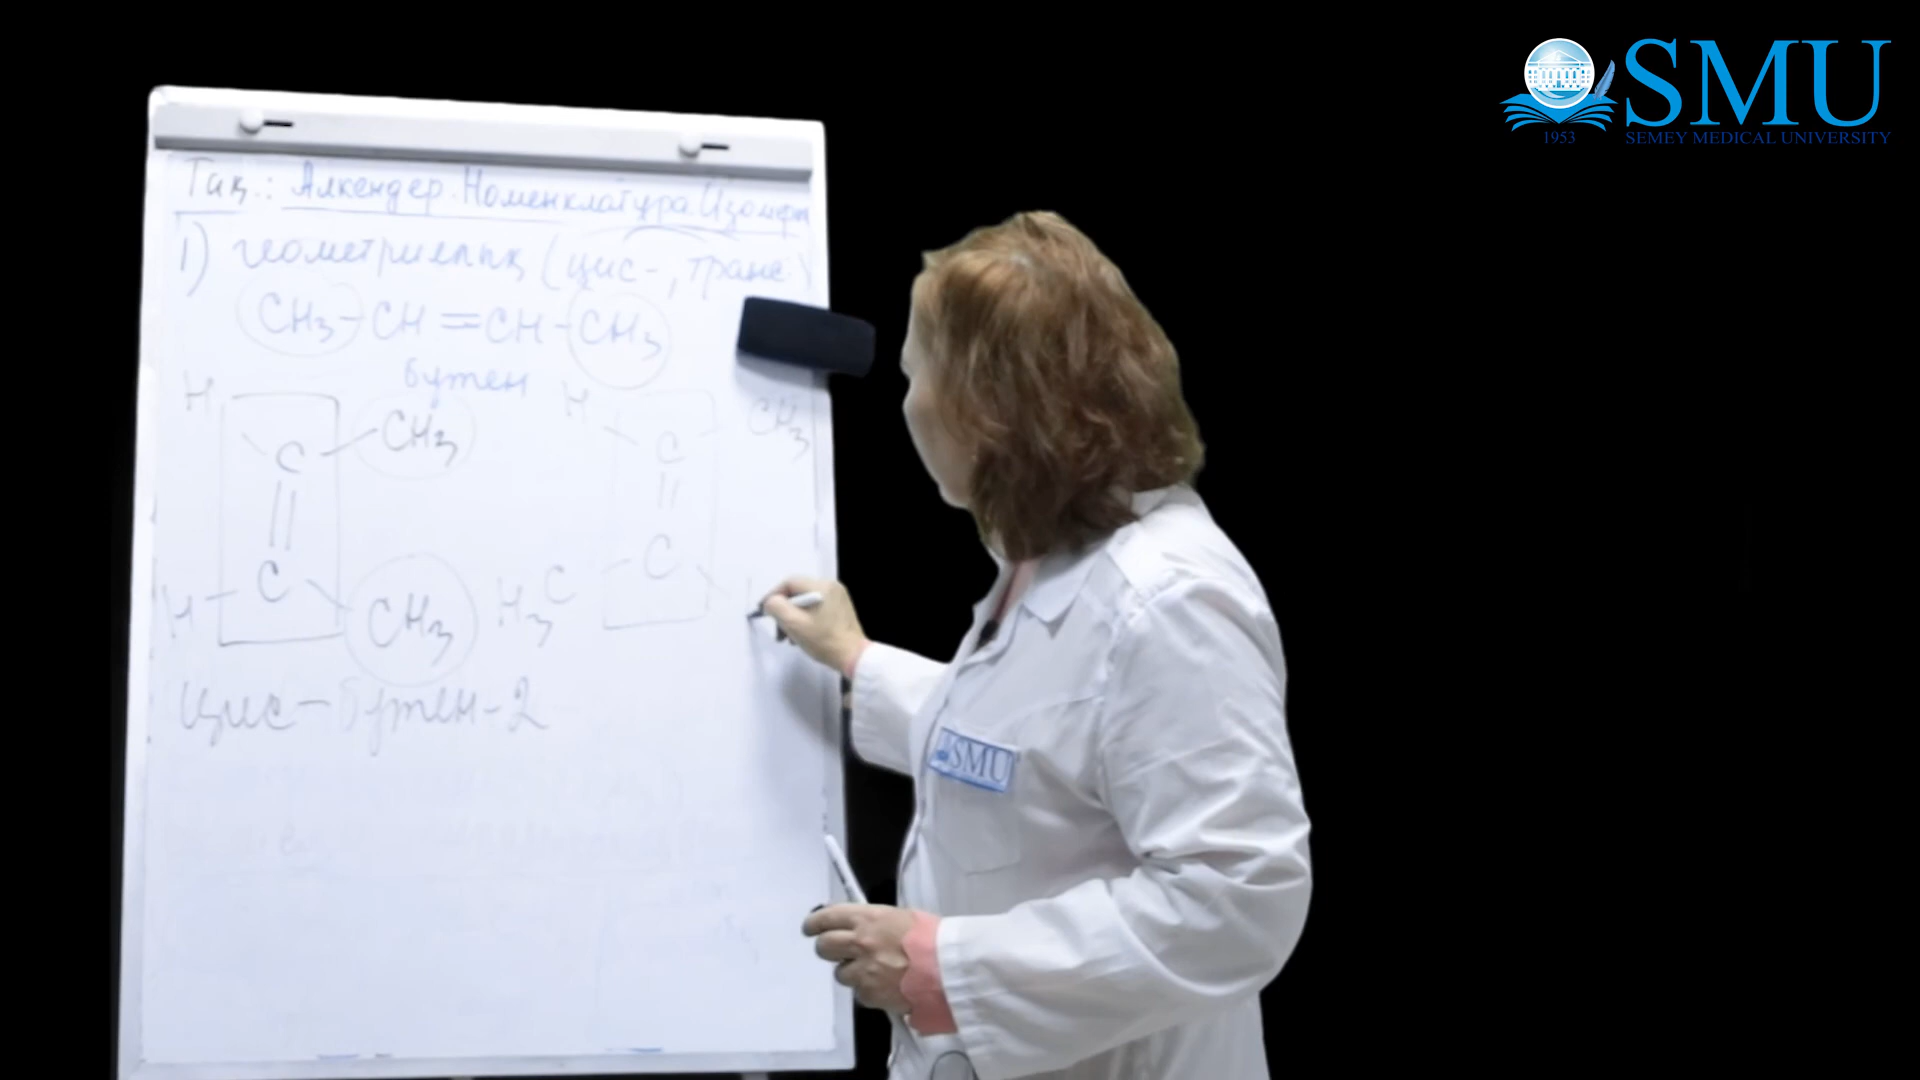 SMU
1953
SEMEY MEDICAL UNIVERSITY
Тақ.: Алкендер. Номенклатура. Изомер
1) геометриялық (цис-, транс-)
CH3-CH=CH-CH3
бутен
H CH3 H CH3
C C
|| ||
C C
H CH3 H3C
цис-бутен-2
SMU